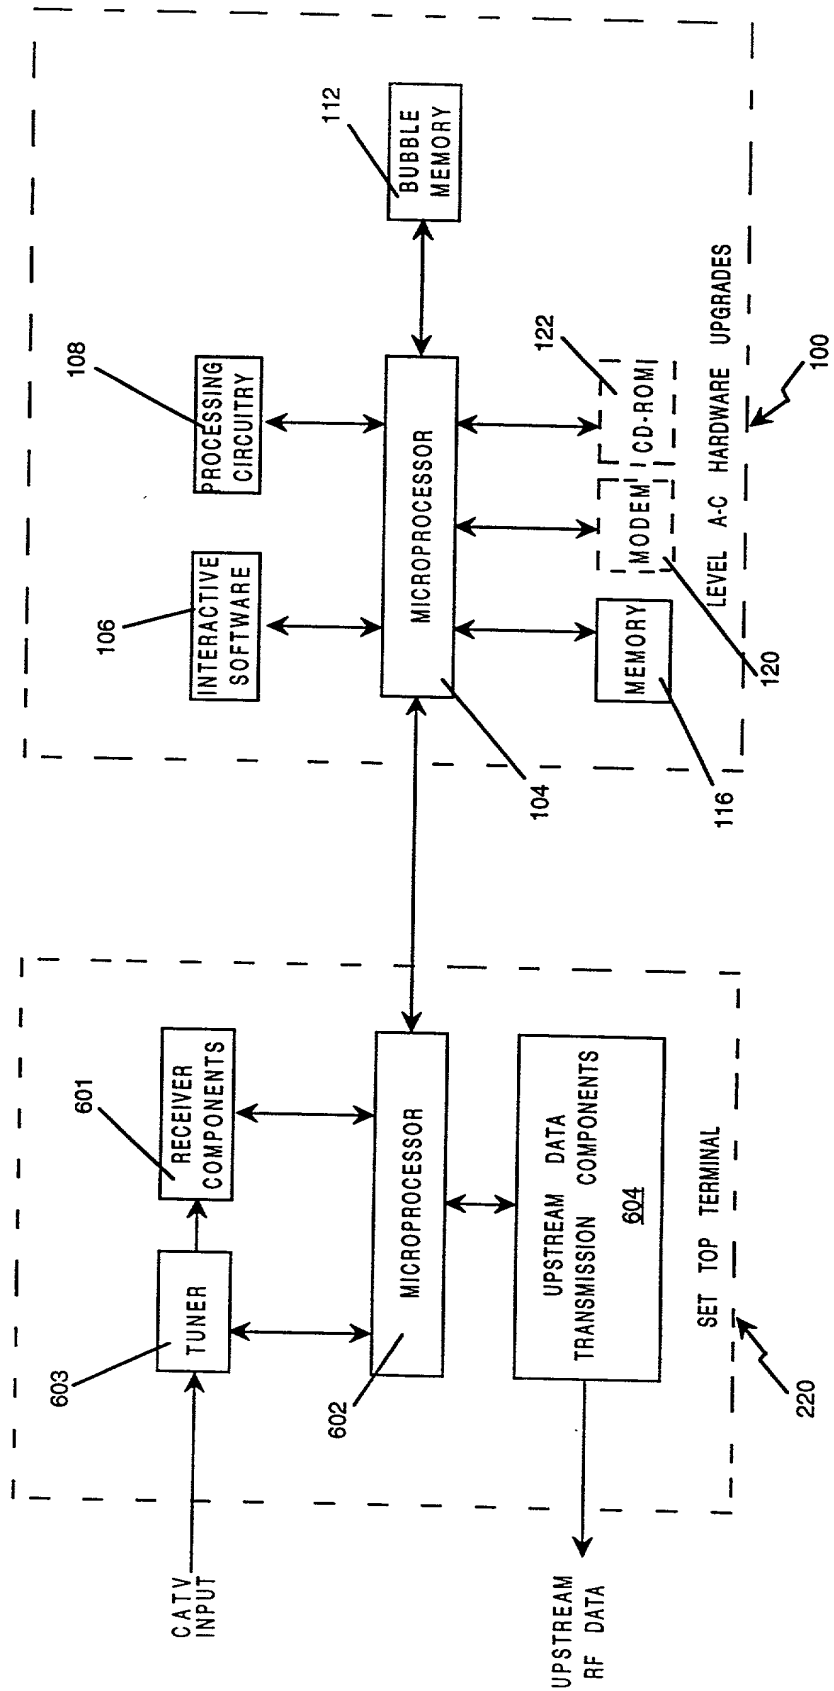 CATV
INPUT
603
TUNER
601
RECEIVER
COMPONENTS
602
MICROPROCESSOR
UPSTREAM DATA
TRANSMISSION COMPONENTS
604
UPSTREAM
RF DATA
SET TOP TERMINAL
220
106
INTERACTIVE
SOFTWARE
108
PROCESSING
CIRCUITRY
112
BUBBLE
MEMORY
MICROPROCESSOR
104
MEMORY
116
MODEM
120
CD-ROM
122
LEVEL A-C HARDWARE UPGRADES
100